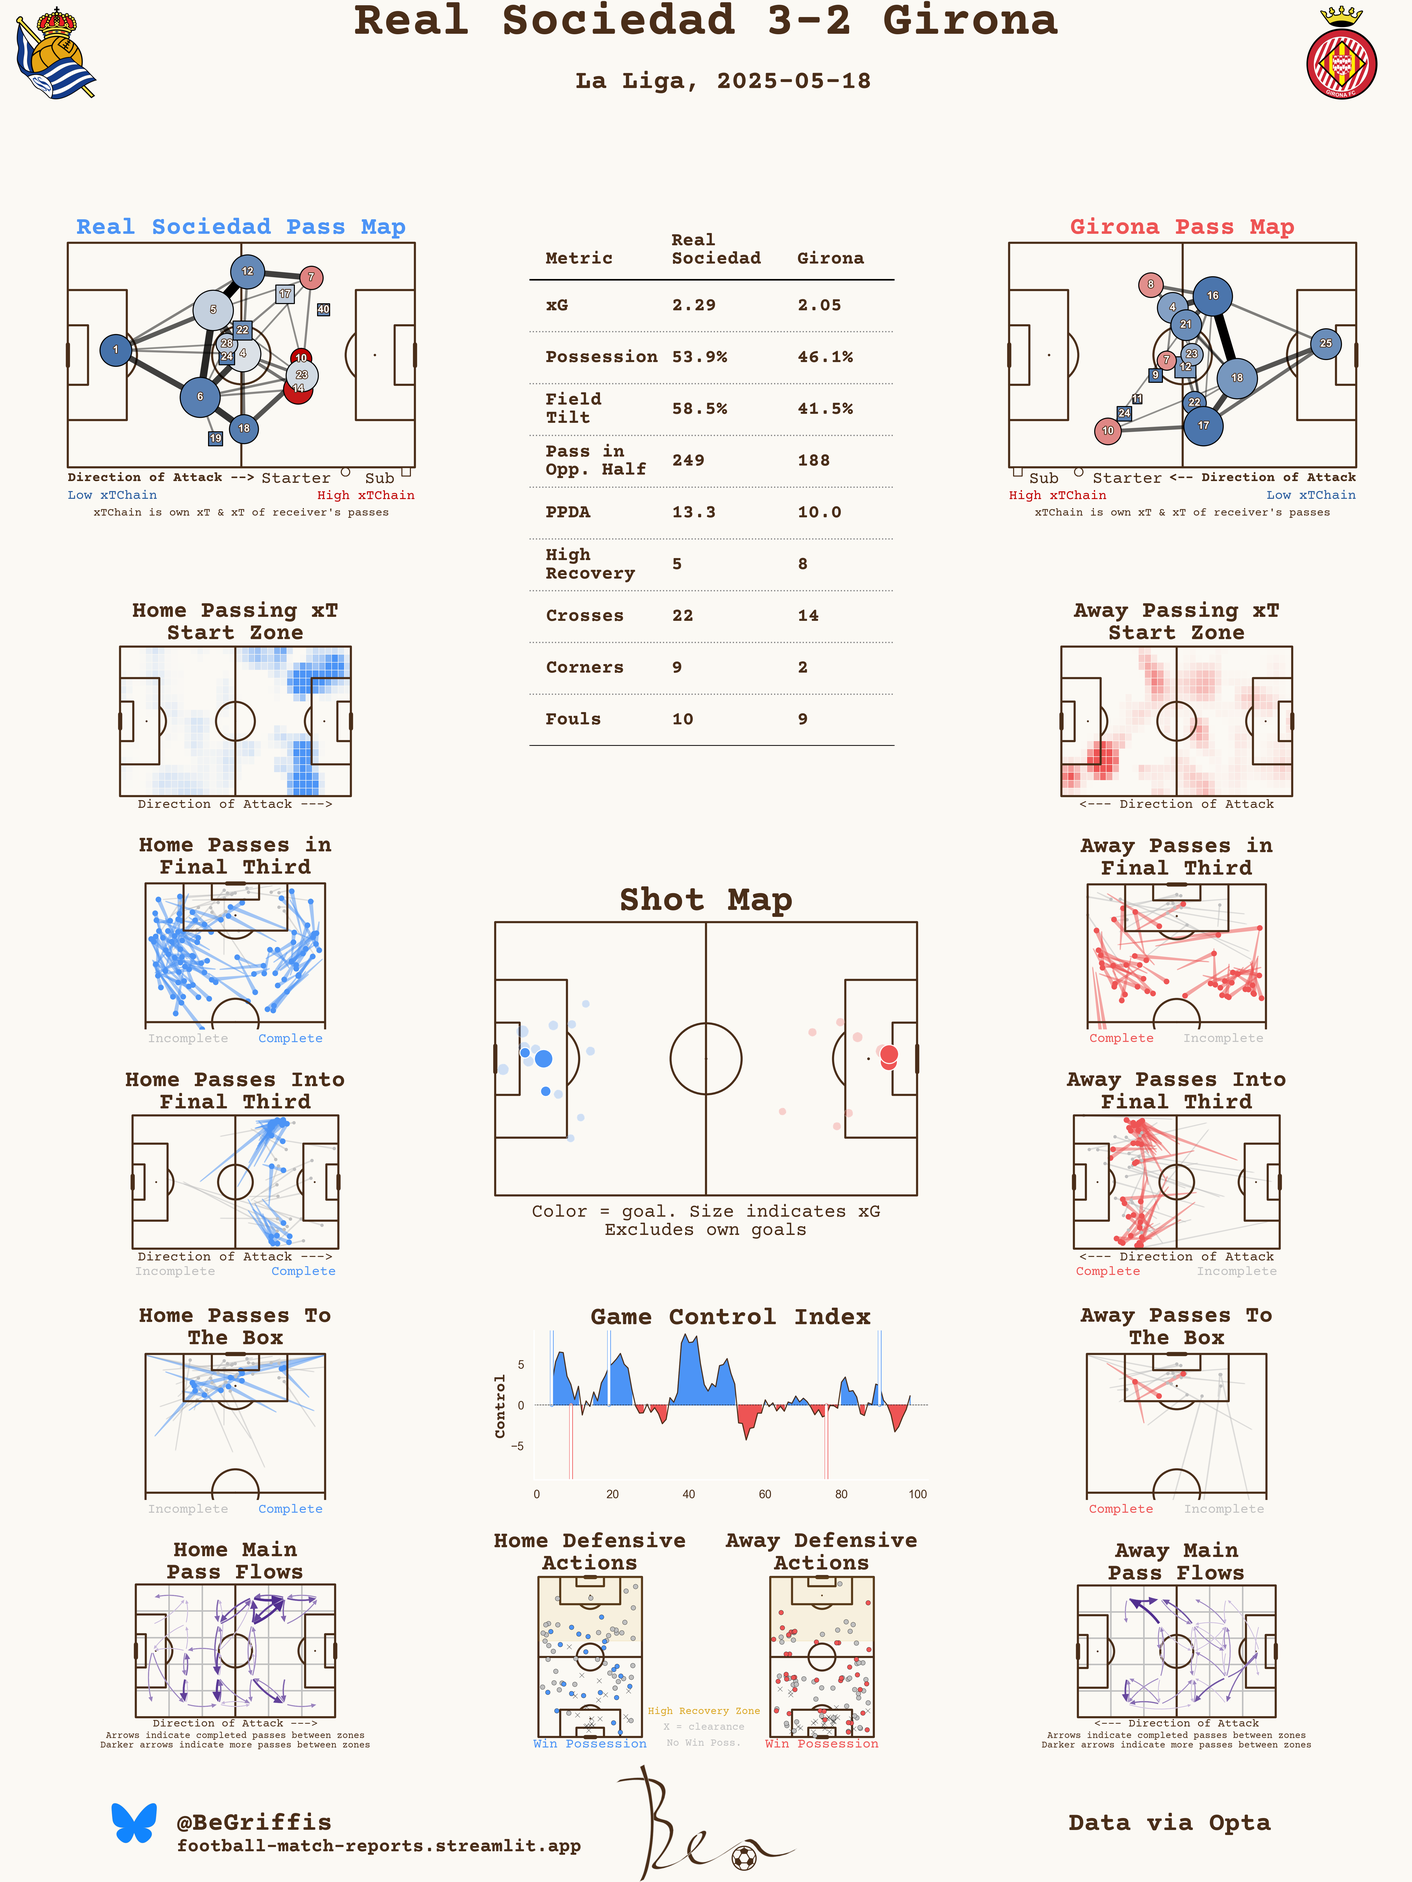 Real Sociedad 3-2 Girona
La Liga, 2025-05-18
GIRONA FC
Real Sociedad Pass Map
12
7
17
5
40
22
28
1
24
4
10
23
14
6
18
19
Direction of Attack --> Starter Sub
Low xTChain High xTChain
xTChain is own xT & xT of receiver's passes
Metric Real Sociedad Girona
xG 2.29 2.05
Possession 53.9% 46.1%
Field Tilt 58.5% 41.5%
Pass in Opp. Half 249 188
PPDA 13.3 10.0
High Recovery 5 8
Crosses 22 14
Corners 9 2
Fouls 10 9
Girona Pass Map
8
16
4
21
25
23
7
12
9
18
11
22
24
10
17
Sub Starter <-- Direction of Attack
High xTChain Low xTChain
xTChain is own xT & xT of receiver's passes
Home Passing xT
Start Zone
Direction of Attack --->
Away Passing xT
Start Zone
<--- Direction of Attack
Home Passes in
Final Third
Incomplete Complete
Away Passes in
Final Third
Complete Incomplete
Shot Map
Color = goal. Size indicates xG
Excludes own goals
Home Passes Into
Final Third
Direction of Attack --->
Incomplete Complete
Away Passes Into
Final Third
<--- Direction of Attack
Complete Incomplete
Home Passes To
The Box
Incomplete Complete
Game Control Index
Control
5
0
−5
0 20 40 60 80 100
Away Passes To
The Box
Complete Incomplete
Home Main
Pass Flows
Direction of Attack --->
Arrows indicate completed passes between zones
Darker arrows indicate more passes between zones
Home Defensive
Actions
Win Possession
High Recovery Zone
X = clearance
No Win Poss.
Away Defensive
Actions
Win Possession
Away Main
Pass Flows
<--- Direction of Attack
Arrows indicate completed passes between zones
Darker arrows indicate more passes between zones
@BeGriffis
football-match-reports.streamlit.app
Ben
Data via Opta